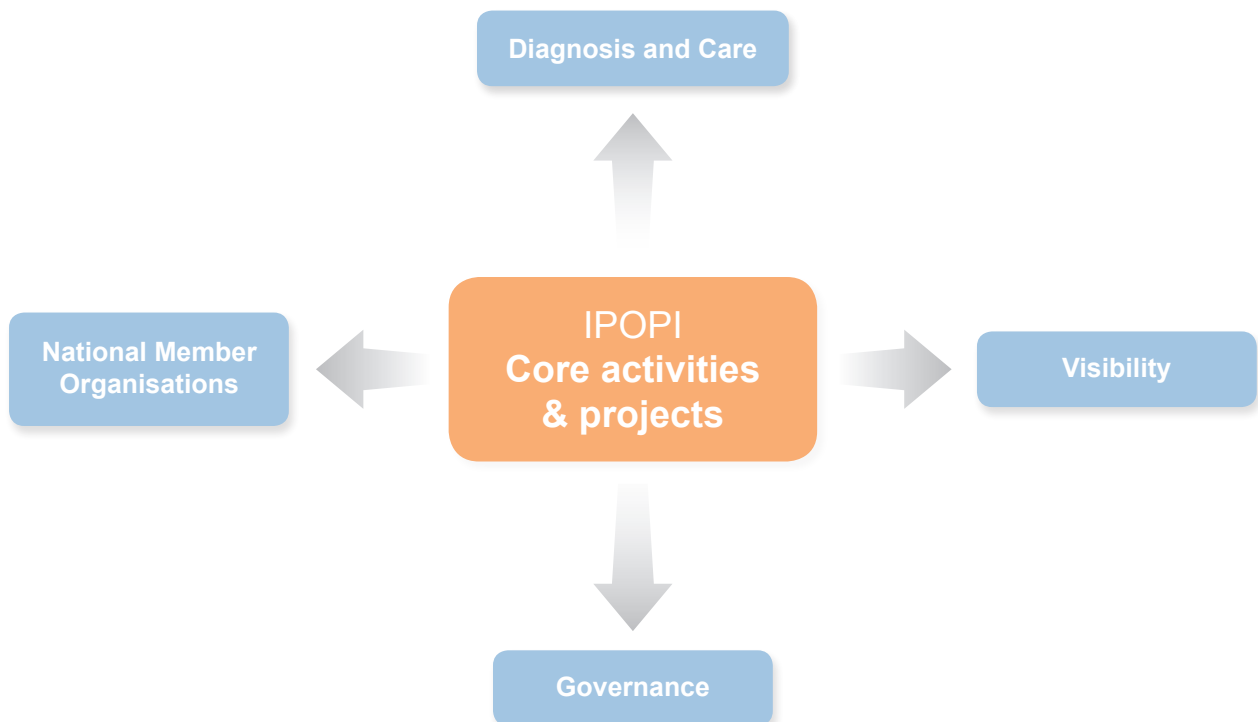 Diagnosis and Care
National Member
Organisations
IPOPI
Core activities
& projects
Visibility
Governance